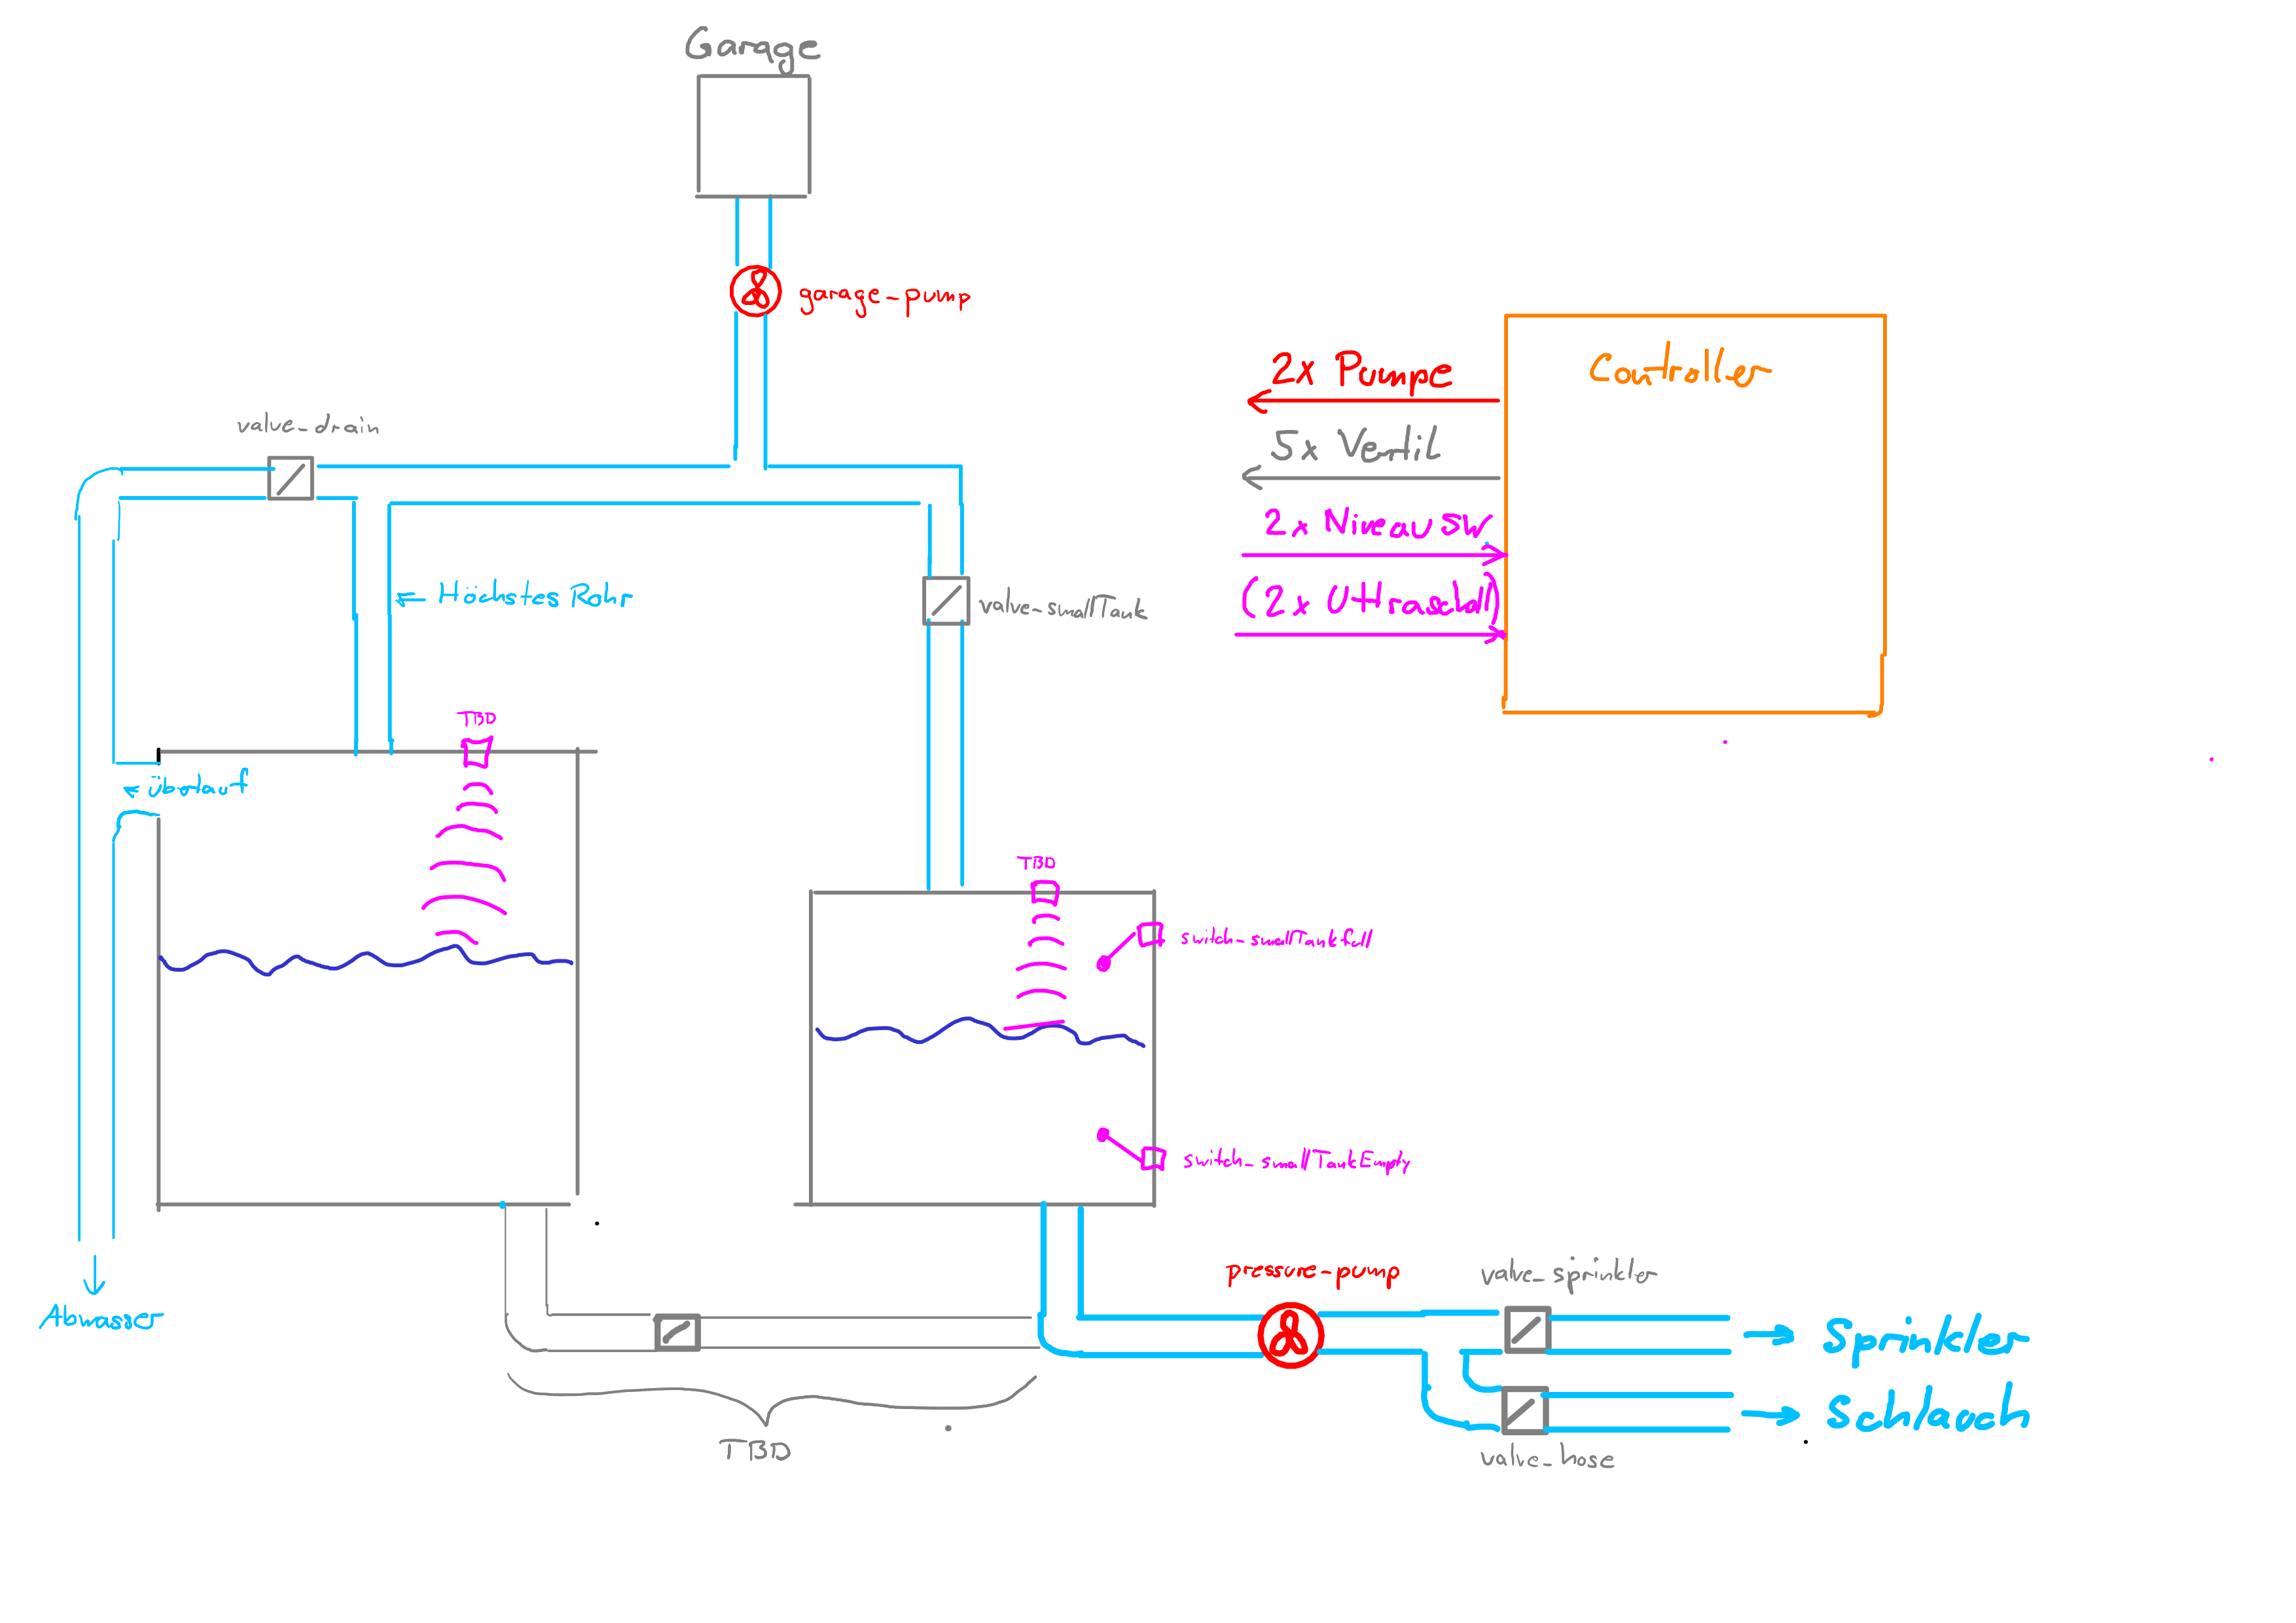 Garage
garage-pump
2x Pumpe
Controller
valve-drain
5x Ventil
2x Niveau SW
← Höchstes Rohr
valve-smallTank
(2x Ultraschall)
TBD
← überlauf
TBD
switch-smallTankfull
switch-smallTankEmpty
pressure-pump
valve-sprinkler
Abwasser
→ Sprinkler
→ Schlauch
TBD
valve-hose